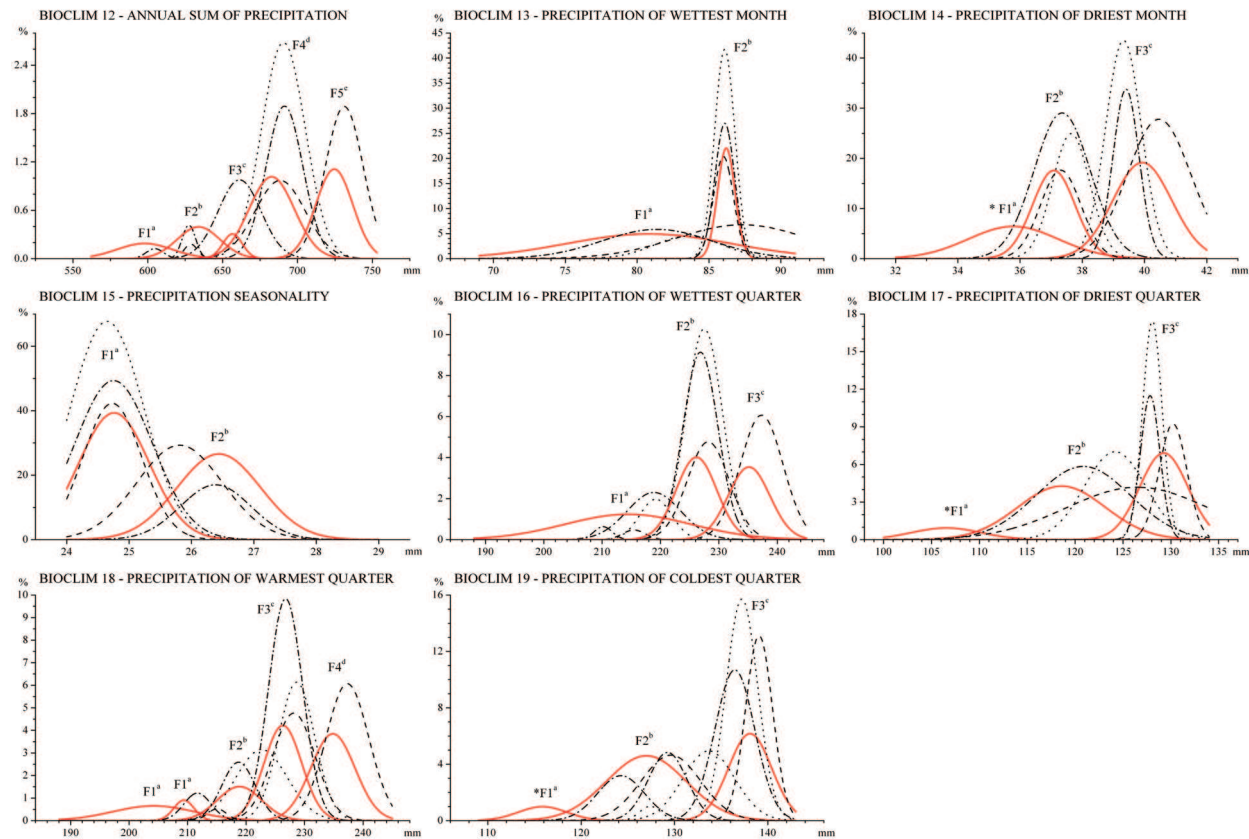 BIOCLIM 12 - ANNUAL SUM OF PRECIPITATION
%
2.4
1.8
1.2
0.6
0.0
550 600 650 700 750 mm
F1a
F2b
F3c
F4d
F5e
BIOCLIM 13 - PRECIPITATION OF WETTEST MONTH
%
45
40
35
30
25
20
15
10
5
0
70 75 80 85 90 mm
F1a
F2b
BIOCLIM 14 - PRECIPITATION OF DRIEST MONTH
%
40
30
20
10
0
32 34 36 38 40 42 mm
* F1a
F2b
F3c
BIOCLIM 15 - PRECIPITATION SEASONALITY
%
60
40
20
0
24 25 26 27 28 29 mm
F1a
F2b
BIOCLIM 16 - PRECIPITATION OF WETTEST QUARTER
%
10
8
6
4
2
0
190 200 210 220 230 240 mm
F1a
F2b
F3c
BIOCLIM 17 - PRECIPITATION OF DRIEST QUARTER
%
18
15
12
9
6
3
0
100 105 110 115 120 125 130 135 mm
*F1a
F2b
F3c
BIOCLIM 18 - PRECIPITATION OF WARMEST QUARTER
%
10
9
8
7
6
5
4
3
2
1
0
190 200 210 220 230 240 mm
F1a
F1a
F2b
F3c
F4d
BIOCLIM 19 - PRECIPITATION OF COLDEST QUARTER
%
16
12
8
4
0
110 120 130 140 mm
*F1a
F2b
F3c